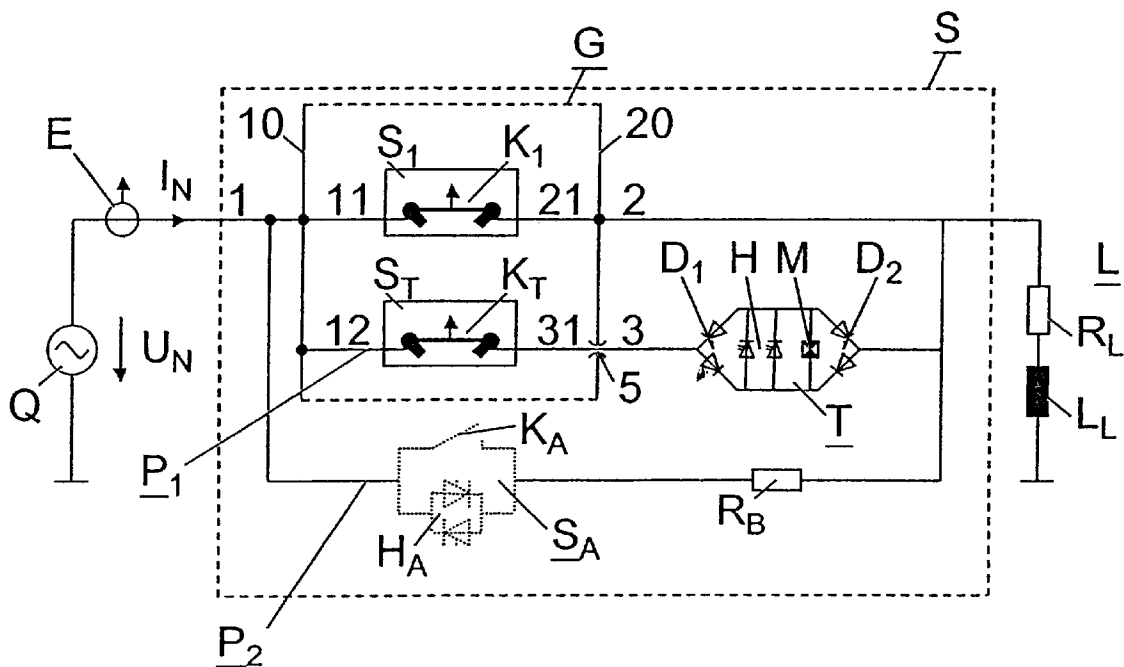 G
S
E
I_N
1
10
S_1
K_1
20
11
21
2
D_1
H
M
D_2
L
S_T
K_T
12
31
3
R_L
Q
U_N
5
T
L_L
P_1
K_A
H_A
S_A
R_B
P_2